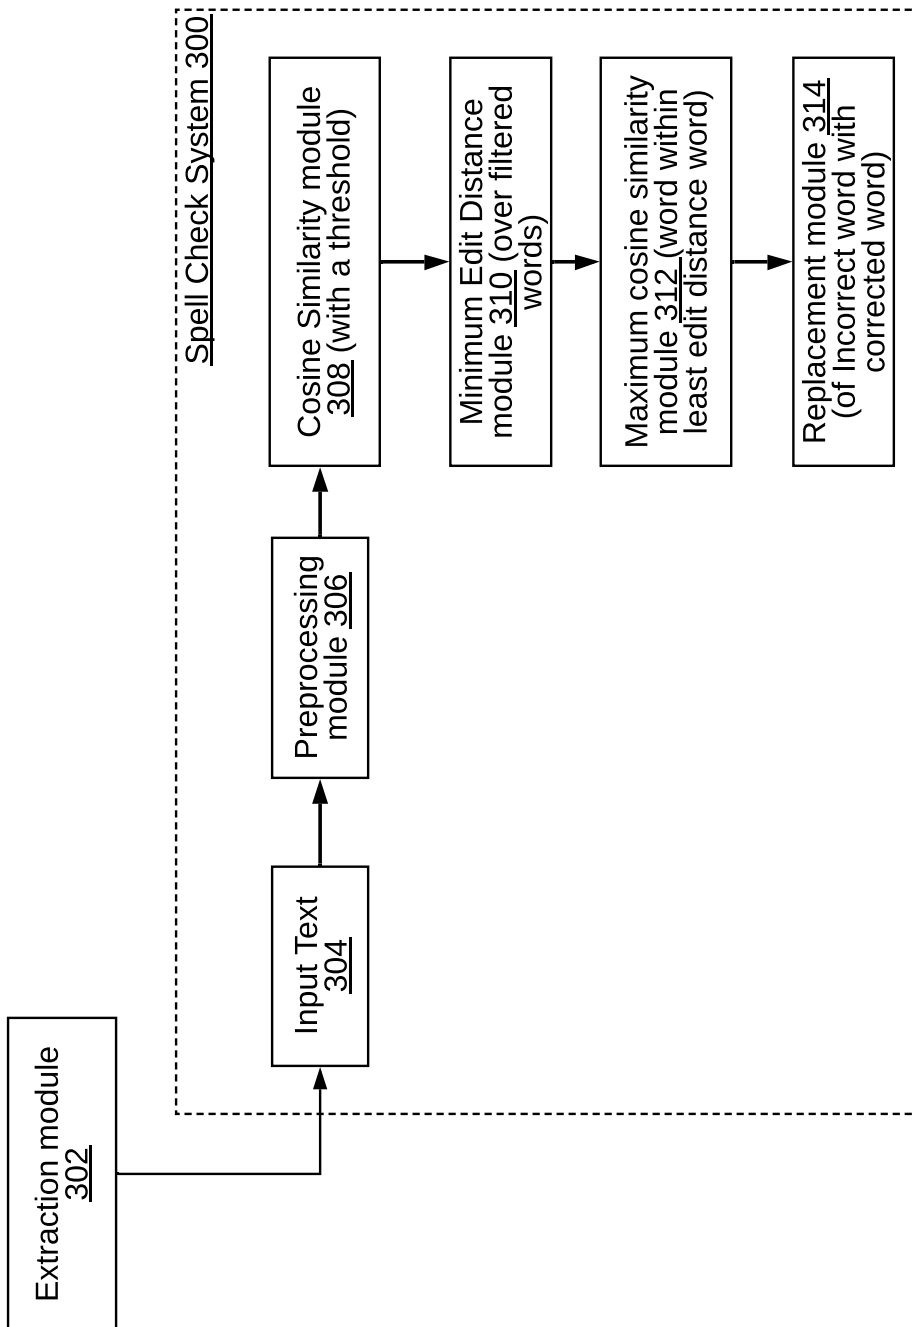 Spell Check System 300
Extraction module
302
Input Text
304
Preprocessing
module 306
Cosine Similarity module
308 (with a threshold)
Minimum Edit Distance
module 310 (over filtered
words)
Maximum cosine similarity
module 312 (word within
least edit distance word)
Replacement module 314
(of Incorrect word with
corrected word)